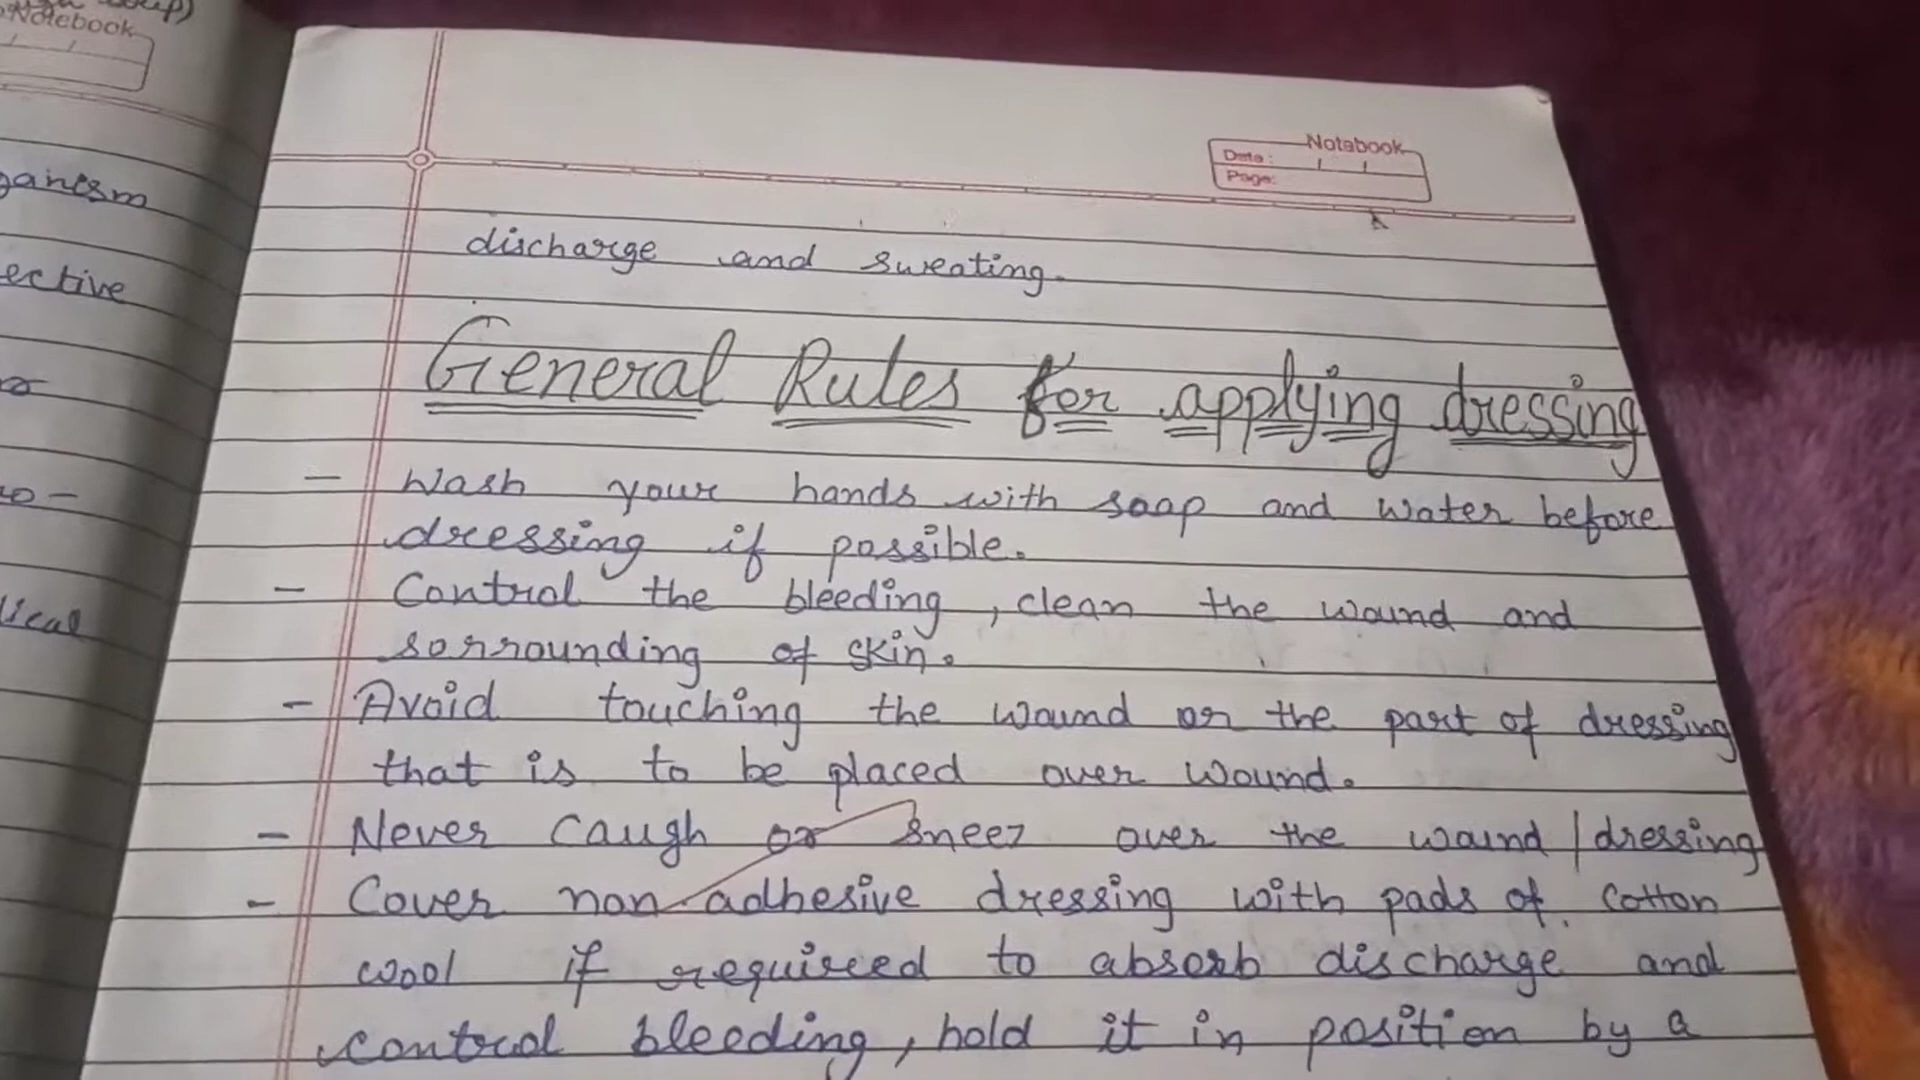 Notebook
ganism
ective
lical
Notebook
Date: / /
Page:
discharge and sweating.
General Rules for applying dressing
- Wash your hands with soap and water before
dressing if possible.
- Control the bleeding, clean the wound and
sorrounding of skin.
- Avoid touching the wound or the part of dressing
that is to be placed over wound.
- Never caugh or sneez over the wound / dressing
- Cover non adhesive dressing with pads of cotton
wool if required to absorb discharge and
control bleeding, hold it in position by a